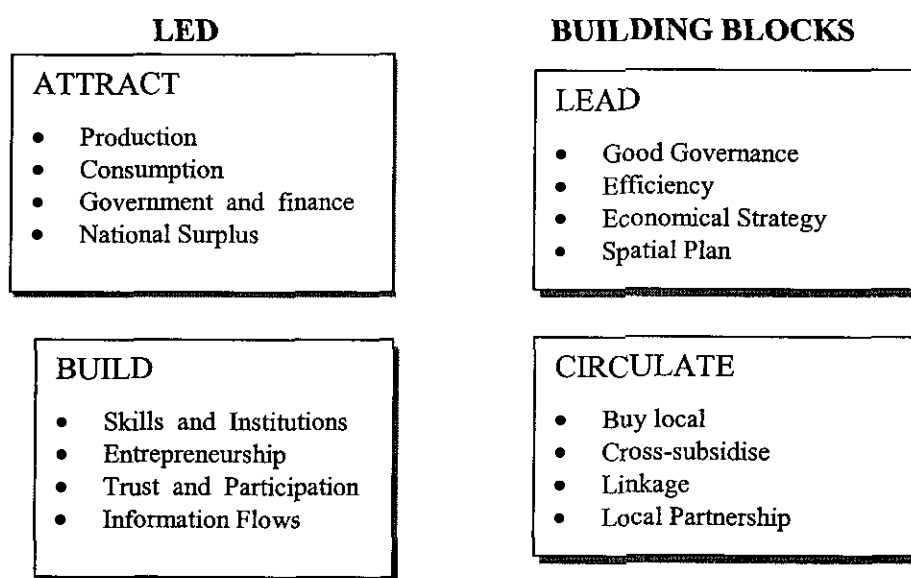 LED BUILDING BLOCKS
ATTRACT
• Production
• Consumption
• Government and finance
• National Surplus
LEAD
• Good Governance
• Efficiency
• Economical Strategy
• Spatial Plan
BUILD
• Skills and Institutions
• Entrepreneurship
• Trust and Participation
• Information Flows
CIRCULATE
• Buy local
• Cross-subsidise
• Linkage
• Local Partnership